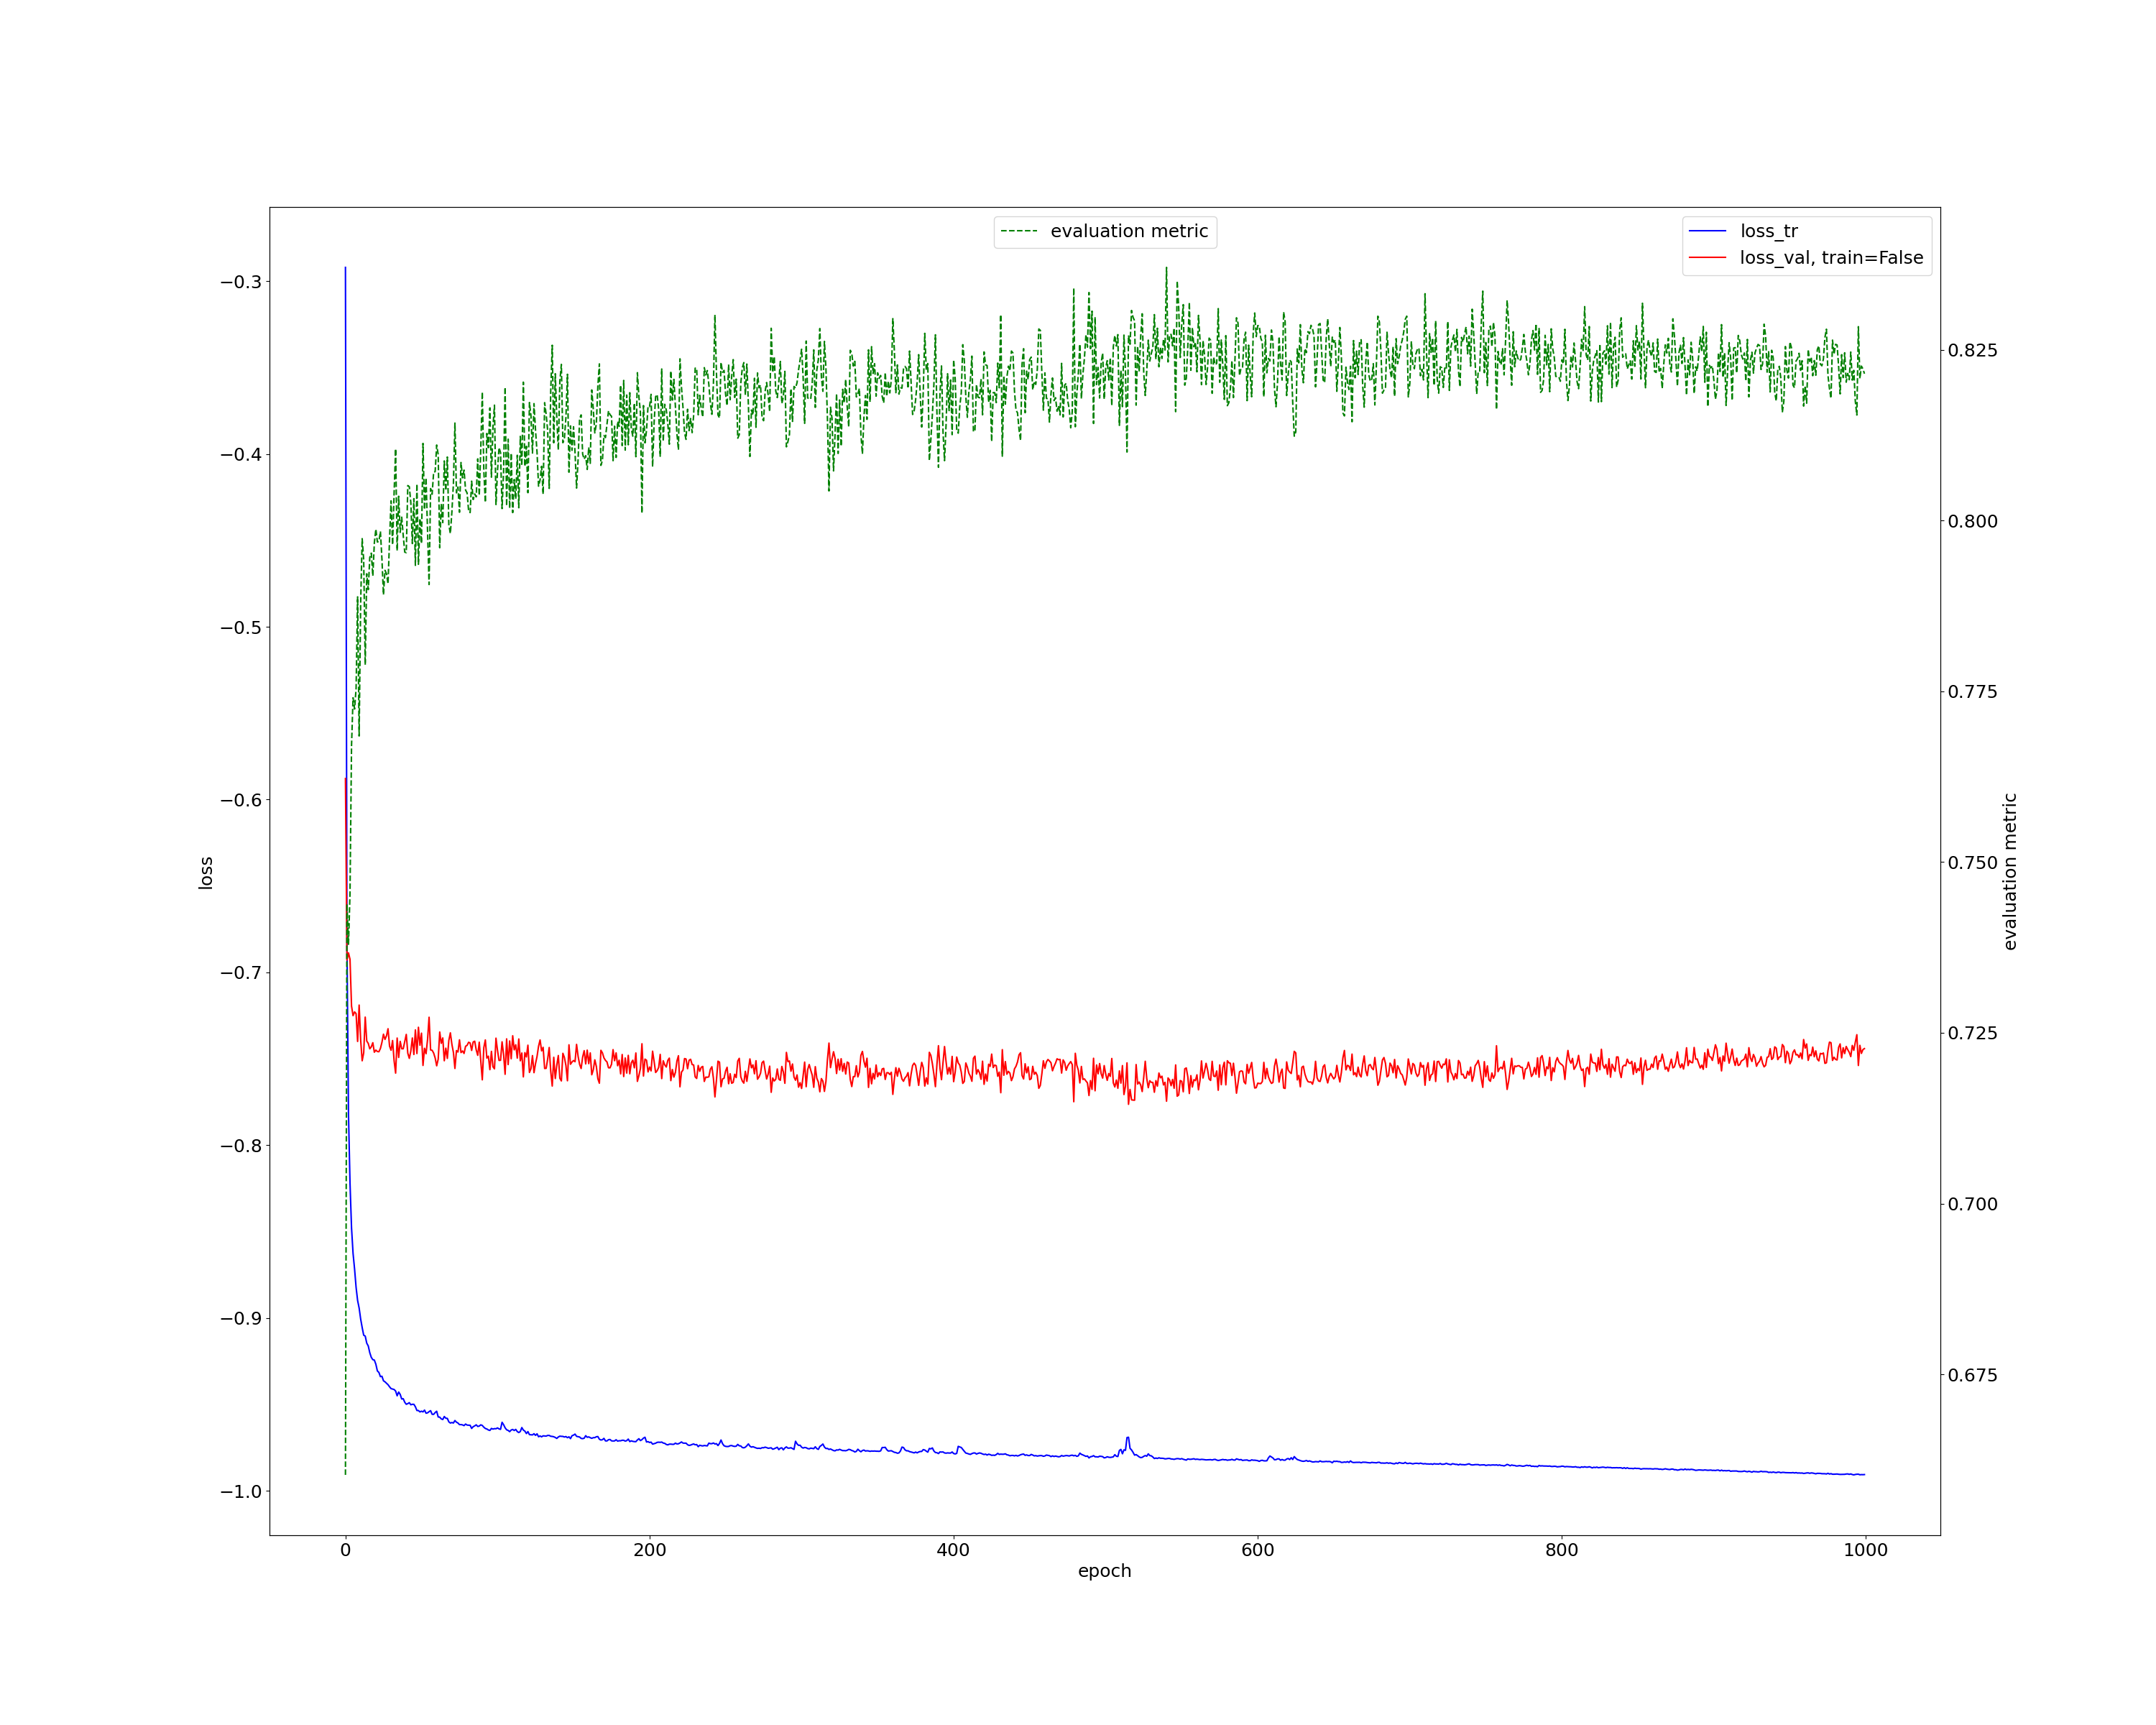 evaluation metric
loss_tr
loss_val, train=False
−0.3
−0.4
−0.5
−0.6
−0.7
−0.8
−0.9
−1.0
loss
0.825
0.800
0.775
0.750
0.725
0.700
0.675
evaluation metric
0 200 400 600 800 1000
epoch